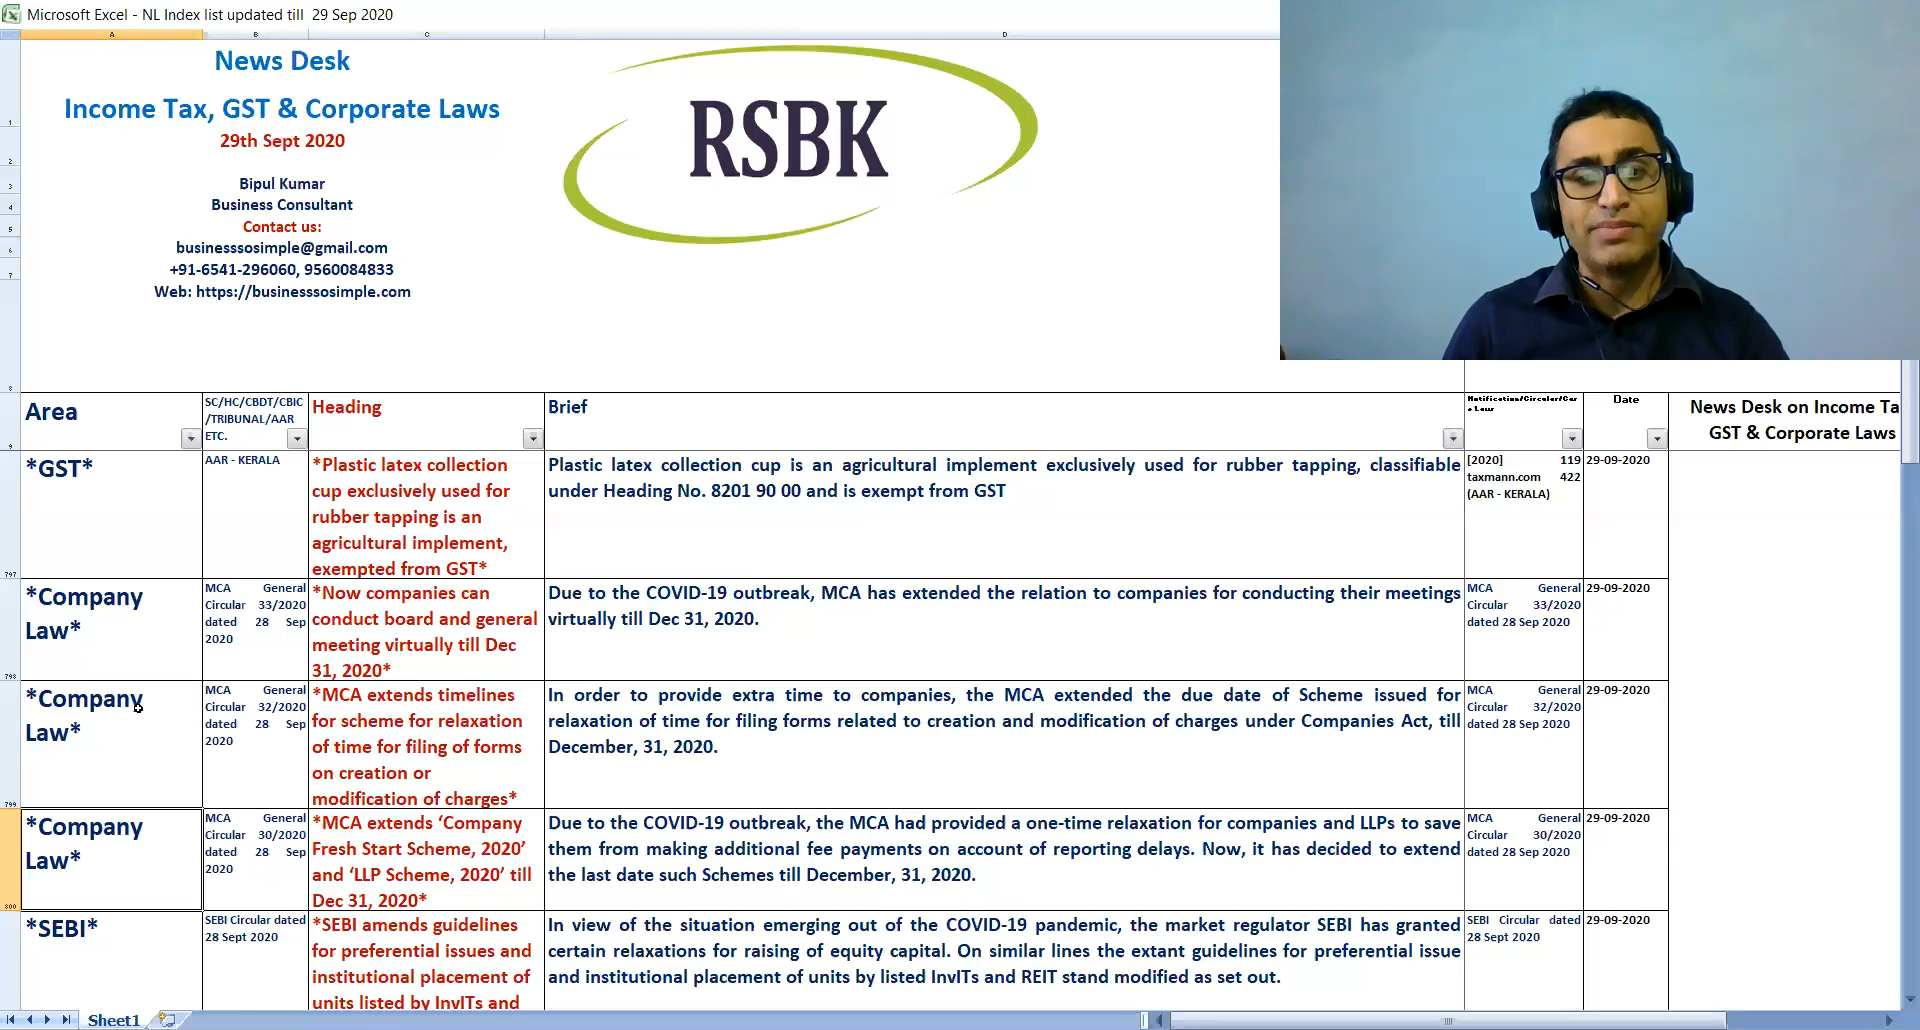 Microsoft Excel - NL Index list updated till 29 Sep 2020
A B C D
News Desk
Income Tax, GST & Corporate Laws
29th Sept 2020
Bipul Kumar
Business Consultant
Contact us:
businesssosimple@gmail.com
+91-6541-296060, 9560084833
Web: https://businesssosimple.com
RSBK
1
2
3
4
5
6
7
8
9
Area
SC/HC/CBDT/CBIC
/TRIBUNAL/AAR
ETC.
Heading
Brief
Notification/Circular/Cas
e Law
Date
News Desk on Income Ta
GST & Corporate Laws
*GST*
AAR - KERALA
*Plastic latex collection
cup exclusively used for
rubber tapping is an
agricultural implement,
exempted from GST*
Plastic latex collection cup is an agricultural implement exclusively used for rubber tapping, classifiable
under Heading No. 8201 90 00 and is exempt from GST
[2020] 119
taxmann.com 422
(AAR - KERALA)
29-09-2020
797
*Company
Law*
MCA General
Circular 33/2020
dated 28 Sep
2020
*Now companies can
conduct board and general
meeting virtually till Dec
31, 2020*
Due to the COVID-19 outbreak, MCA has extended the relation to companies for conducting their meetings
virtually till Dec 31, 2020.
MCA General
Circular 33/2020
dated 28 Sep 2020
29-09-2020
798
*Company
Law*
MCA General
Circular 32/2020
dated 28 Sep
2020
*MCA extends timelines
for scheme for relaxation
of time for filing of forms
on creation or
modification of charges*
In order to provide extra time to companies, the MCA extended the due date of Scheme issued for
relaxation of time for filing forms related to creation and modification of charges under Companies Act, till
December, 31, 2020.
MCA General
Circular 32/2020
dated 28 Sep 2020
29-09-2020
799
*Company
Law*
MCA General
Circular 30/2020
dated 28 Sep
2020
*MCA extends ‘Company
Fresh Start Scheme, 2020’
and ‘LLP Scheme, 2020’ till
Dec 31, 2020*
Due to the COVID-19 outbreak, the MCA had provided a one-time relaxation for companies and LLPs to save
them from making additional fee payments on account of reporting delays. Now, it has decided to extend
the last date such Schemes till December, 31, 2020.
MCA General
Circular 30/2020
dated 28 Sep 2020
29-09-2020
800
*SEBI*
SEBI Circular dated
28 Sept 2020
*SEBI amends guidelines
for preferential issues and
institutional placement of
units listed by InvITs and
In view of the situation emerging out of the COVID-19 pandemic, the market regulator SEBI has granted
certain relaxations for raising of equity capital. On similar lines the extant guidelines for preferential issue
and institutional placement of units by listed InvITs and REIT stand modified as set out.
SEBI Circular dated
28 Sept 2020
29-09-2020
Sheet1